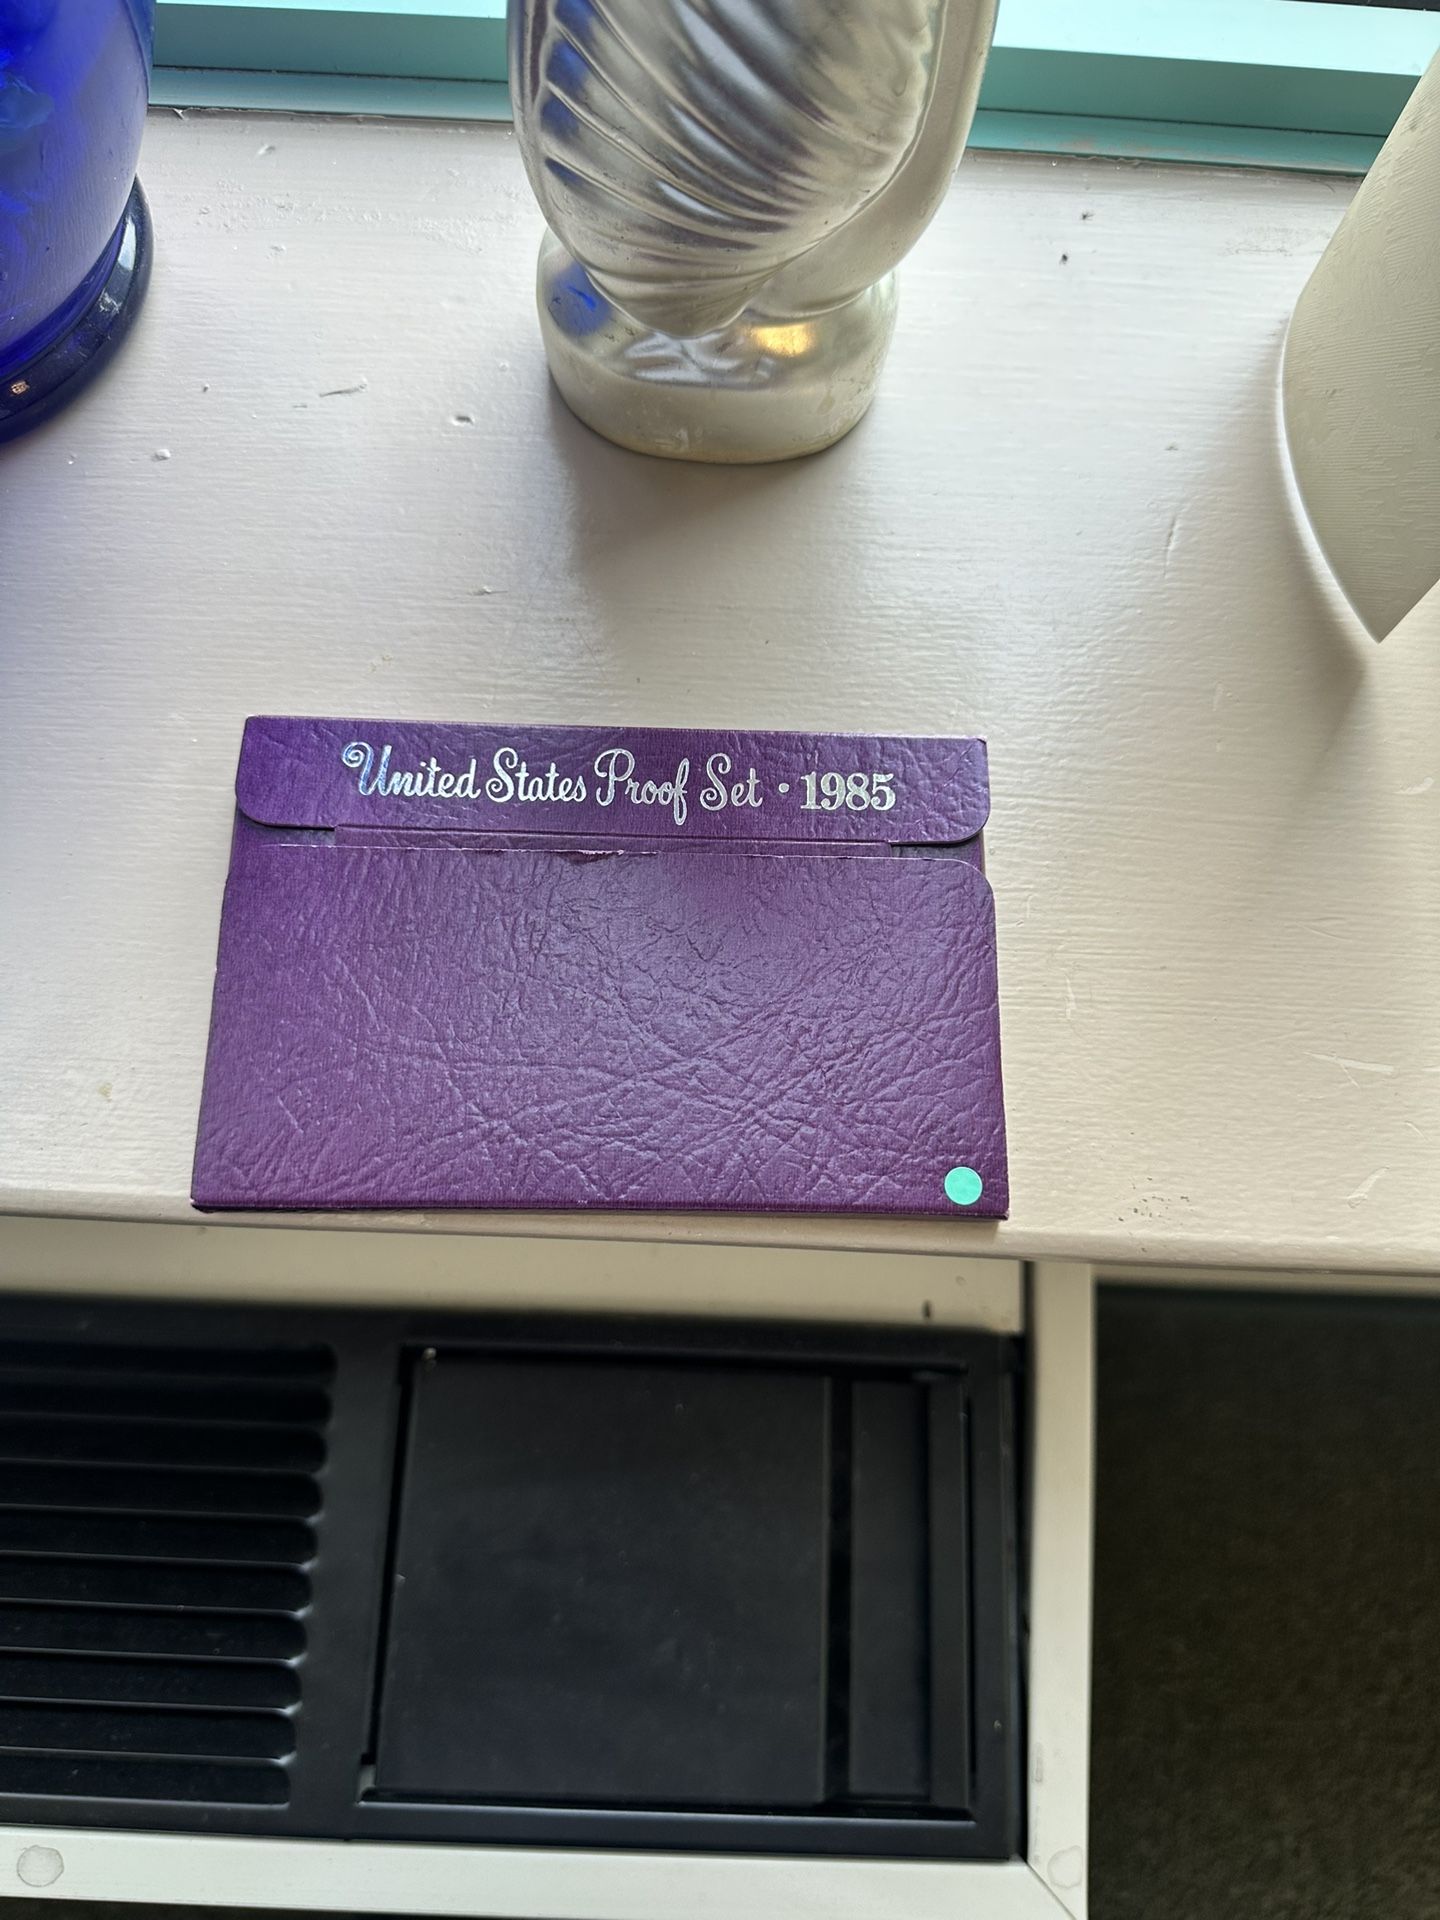 United States Proof Set · 1985